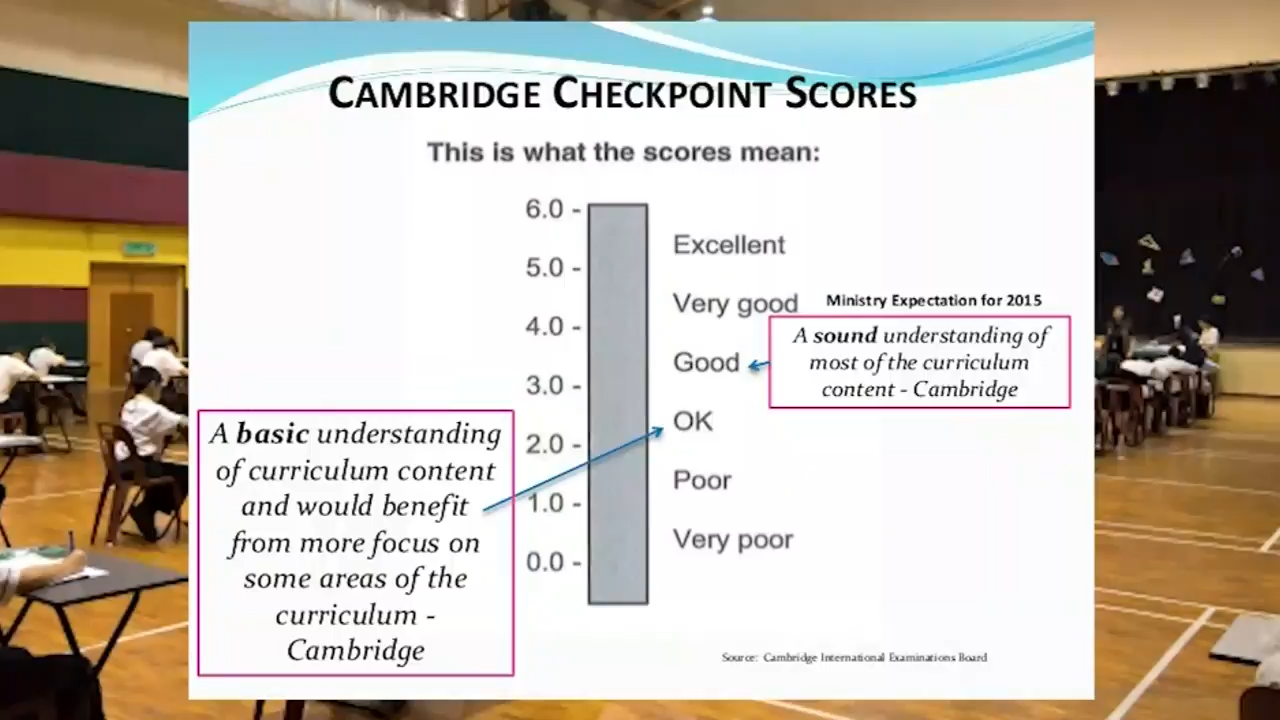 CAMBRIDGE CHECKPOINT SCORES
This is what the scores mean:
6.0 -
Excellent
5.0 -
Very good
4.0 -
Good
3.0 -
OK
2.0 -
Poor
1.0 -
Very poor
0.0 -
Ministry Expectation for 2015
A sound understanding of
most of the curriculum
content - Cambridge
A basic understanding
of curriculum content
and would benefit
from more focus on
some areas of the
curriculum -
Cambridge
Source: Cambridge International Examinations Board